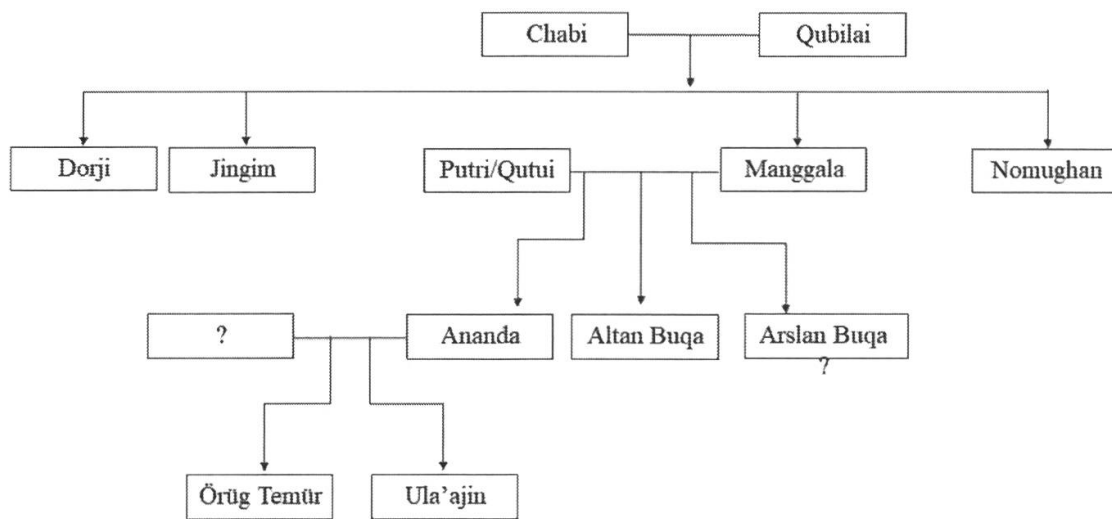 Chabi
Qubilai
Dorji
Jingim
Putri/Qutui
Manggala
Nomughan
?
Ananda
Altan Buqa
Arslan Buqa
?
Örüg Temür
Ula’ajin